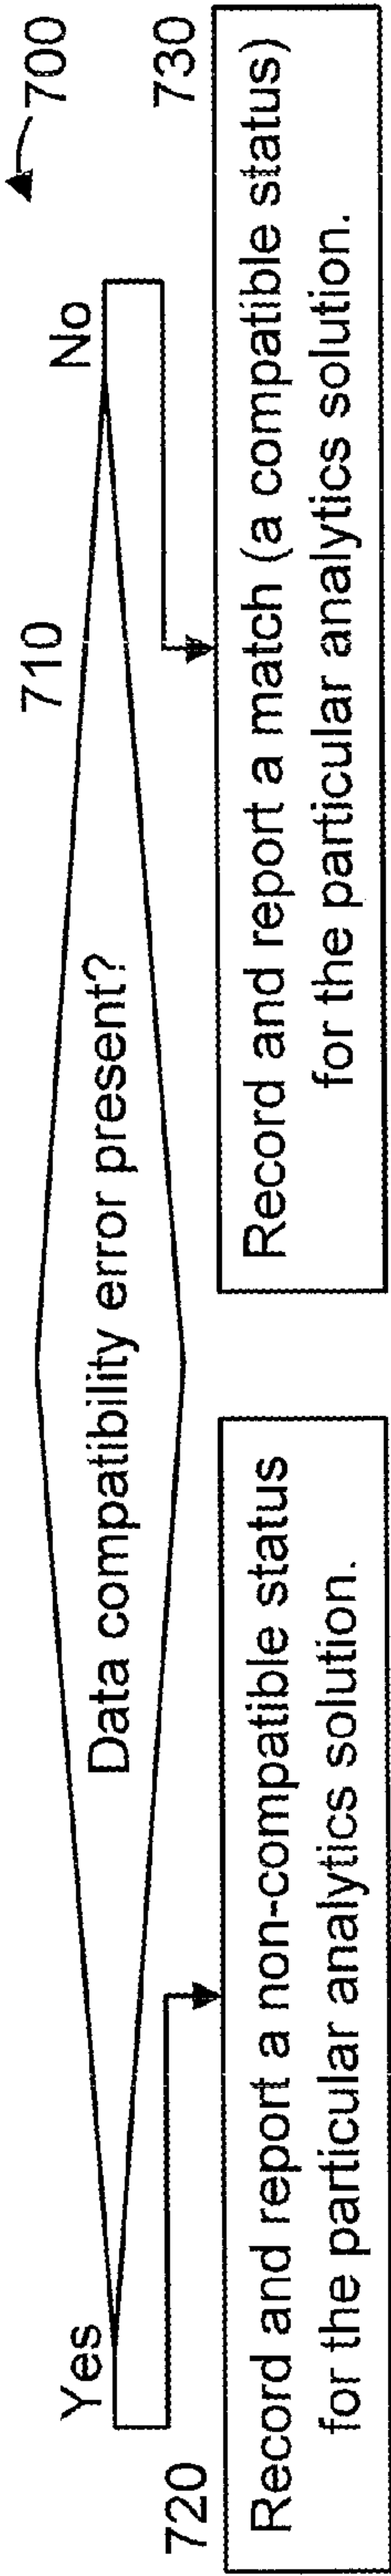 700
710
Data compatibility error present?
Yes
No
720
Record and report a non-compatible status
for the particular analytics solution.
730
Record and report a match (a compatible status)
for the particular analytics solution.